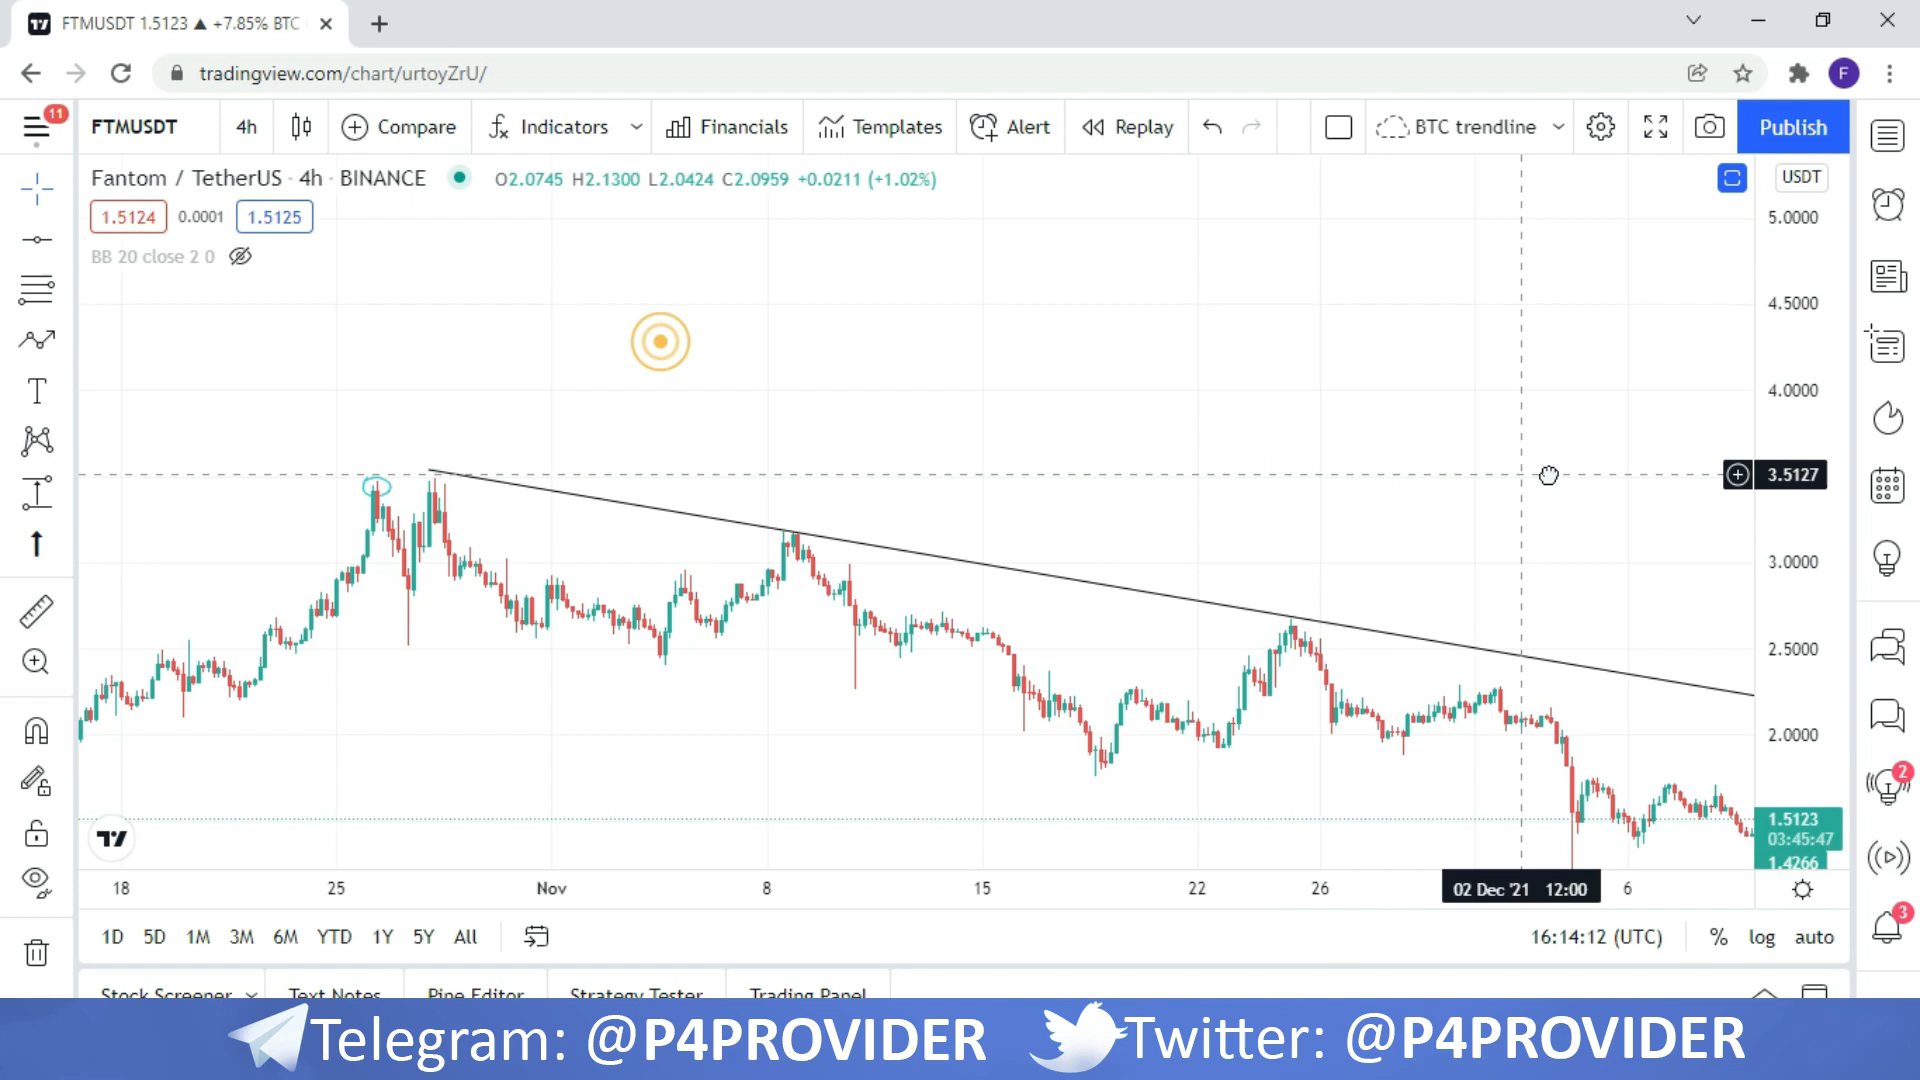 FTMUSDT 1.5123 ▲ +7.85% BTC
tradingview.com/chart/urtoyZrU/
F
11
FTMUSDT 4h Compare Indicators Financials Templates Alert Replay BTC trendline Publish
Fantom / TetherUS · 4h · BINANCE O2.0745 H2.1300 L2.0424 C2.0959 +0.0211 (+1.02%)
USDT
1.5124 0.0001 1.5125
BB 20 close 2 0
5.0000
4.5000
4.0000
3.5127
3.0000
2.5000
2.0000
1.5123
03:45:47
1.4266
2
3
18 25 Nov 8 15 22 26 02 Dec '21 12:00 6
1D 5D 1M 3M 6M YTD 1Y 5Y All 16:14:12 (UTC) % log auto
Stock Screener Text Notes Pine Editor Strategy Tester Trading Panel
Telegram: @P4PROVIDER Twitter: @P4PROVIDER